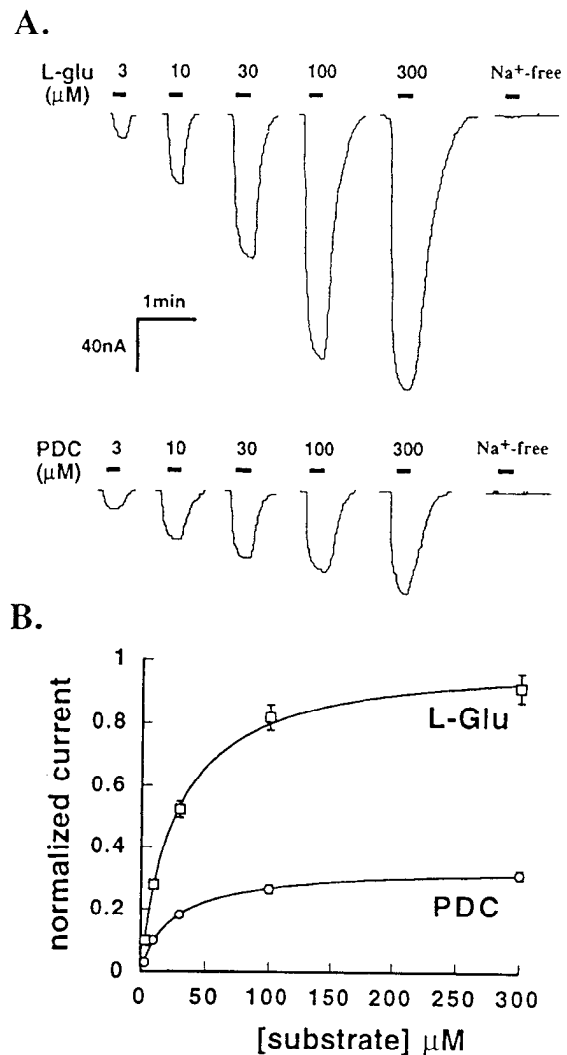 A.
L-glu 3 10 30 100 300 Na⁺-free
(μM)
1min
40nA
PDC 3 10 30 100 300 Na⁺-free
(μM)
B.
1
0.8
0.6
0.4
0.2
0
normalized current
L-Glu
PDC
0 50 100 150 200 250 300
[substrate] μM